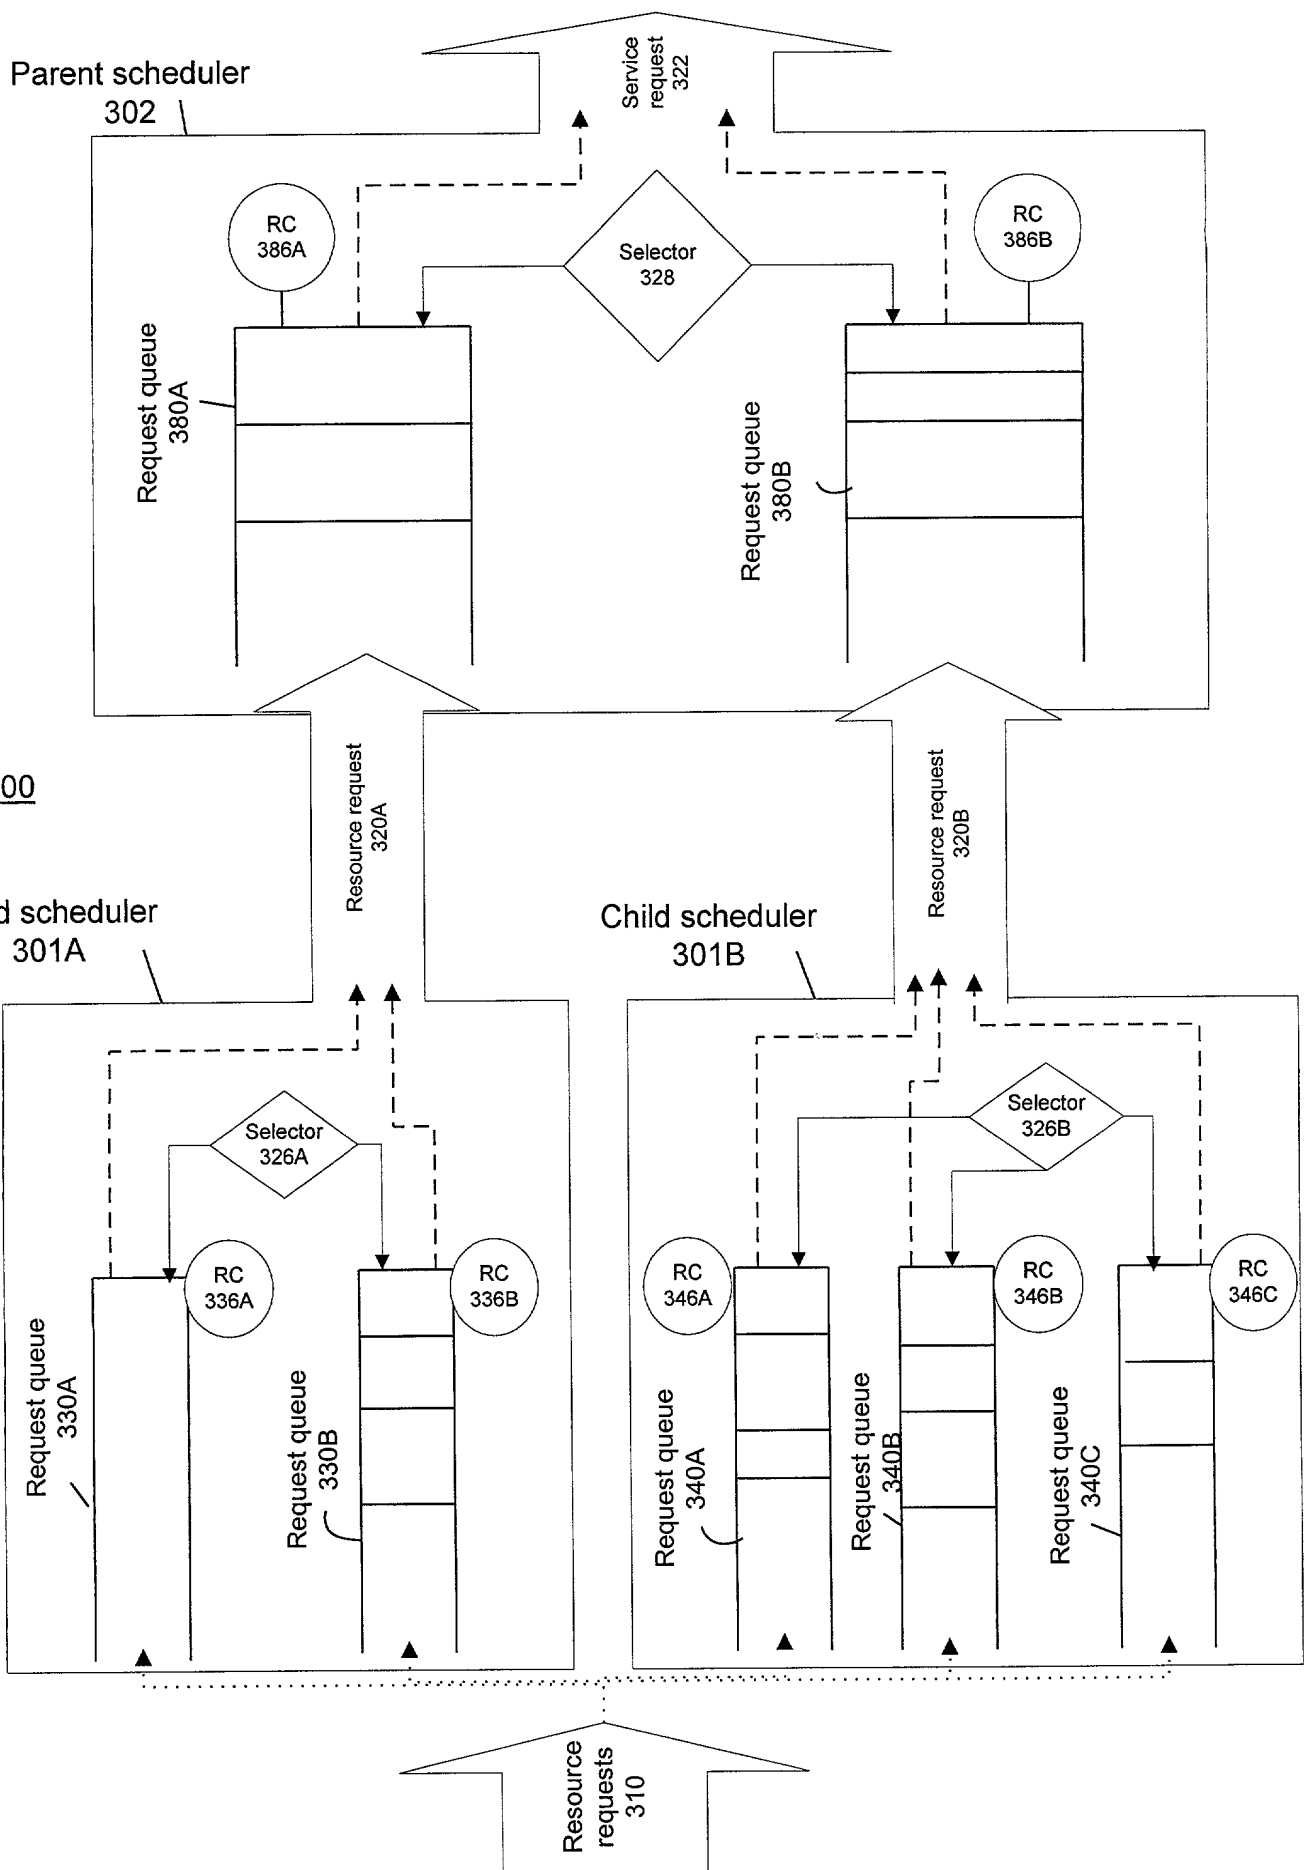 Service
request
322
Parent scheduler
302
RC
386A
Selector
328
RC
386B
Request queue
380A
Request queue
380B
00
Resource request
320A
Resource request
320B
d scheduler
301A
Child scheduler
301B
Selector
326A
Selector
326B
RC
336A
RC
336B
RC
346A
RC
346B
RC
346C
Request queue
330A
Request queue
330B
Request queue
340A
Request queue
340B
Request queue
340C
Resource
requests
310